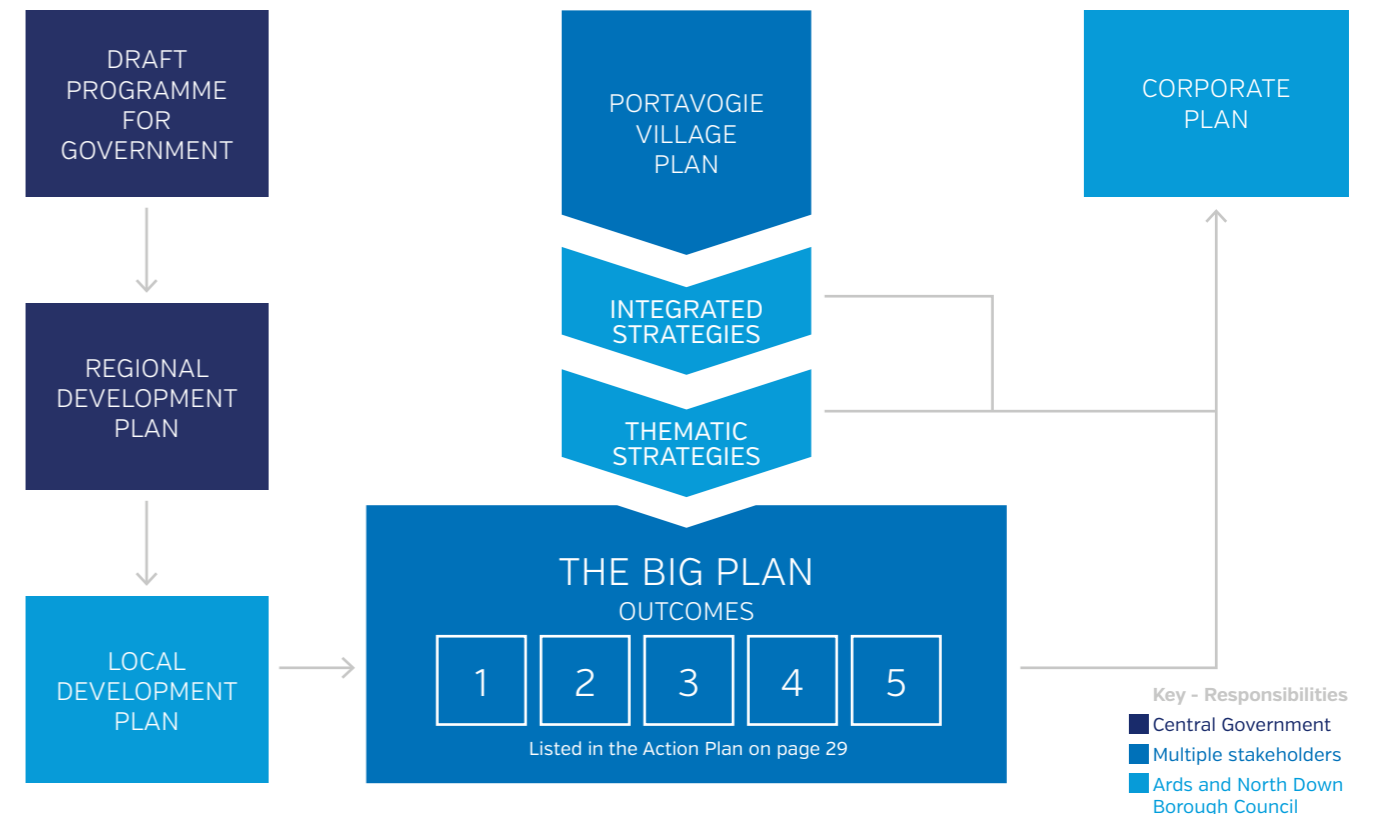 DRAFT
PROGRAMME
FOR
GOVERNMENT
REGIONAL
DEVELOPMENT
PLAN
LOCAL
DEVELOPMENT
PLAN
PORTAVOGIE
VILLAGE
PLAN
INTEGRATED
STRATEGIES
THEMATIC
STRATEGIES
THE BIG PLAN
OUTCOMES
1 2 3 4 5
Listed in the Action Plan on page 29
CORPORATE
PLAN
Key - Responsibilities
Central Government
Multiple stakeholders
Ards and North Down
Borough Council